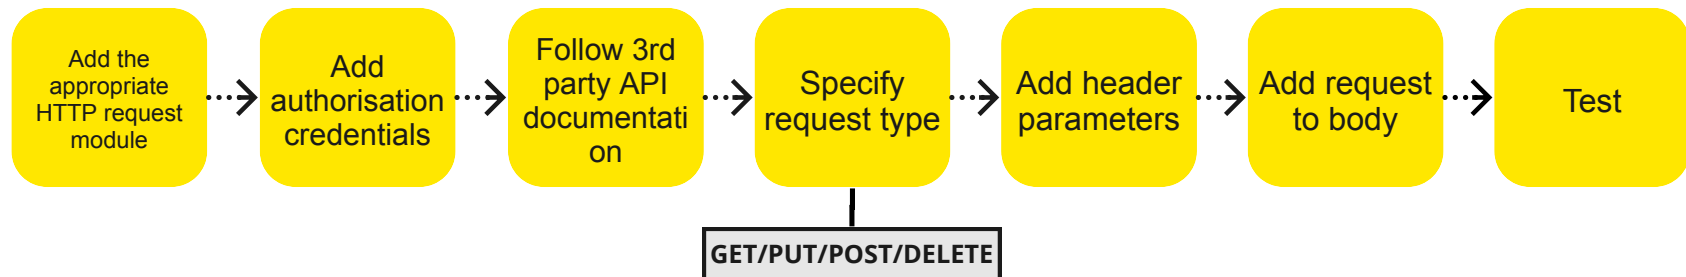 Add the
appropriate
HTTP request
module
Add
authorisation
credentials
Follow 3rd
party API
documentati
on
Specify
request type
Add header
parameters
Add request
to body
Test
GET/PUT/POST/DELETE